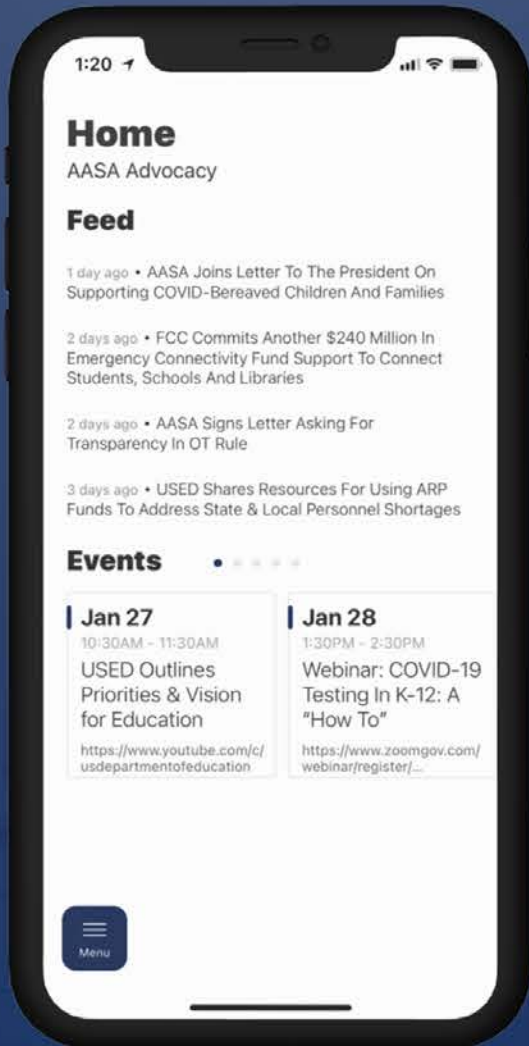 1:20
Home
AASA Advocacy
Feed
1 day ago • AASA Joins Letter To The President On
Supporting COVID-Bereaved Children And Families
2 days ago • FCC Commits Another $240 Million In
Emergency Connectivity Fund Support To Connect
Students, Schools And Libraries
2 days ago • AASA Signs Letter Asking For
Transparency In OT Rule
3 days ago • USED Shares Resources For Using ARP
Funds To Address State & Local Personnel Shortages
Events
Jan 27
10:30AM - 11:30AM
USED Outlines
Priorities & Vision
for Education
https://www.youtube.com/c/
usdepartmentofeducation
Jan 28
1:30PM - 2:30PM
Webinar: COVID-19
Testing In K-12: A
"How To"
https://www.zoomgov.com/
webinar/register/...
Menu